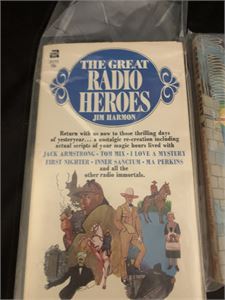 THE GREAT
RADIO
HEROES
JIM HARMON
Return with us now to those thrilling days
of yesteryear... a nostalgic re-creation including
actual scripts of your magic hours lived with
JACK ARMSTRONG · TOM MIX · I LOVE A MYSTERY
FIRST NIGHTER · INNER SANCTUM · MA PERKINS
and all the
other radio immortals.